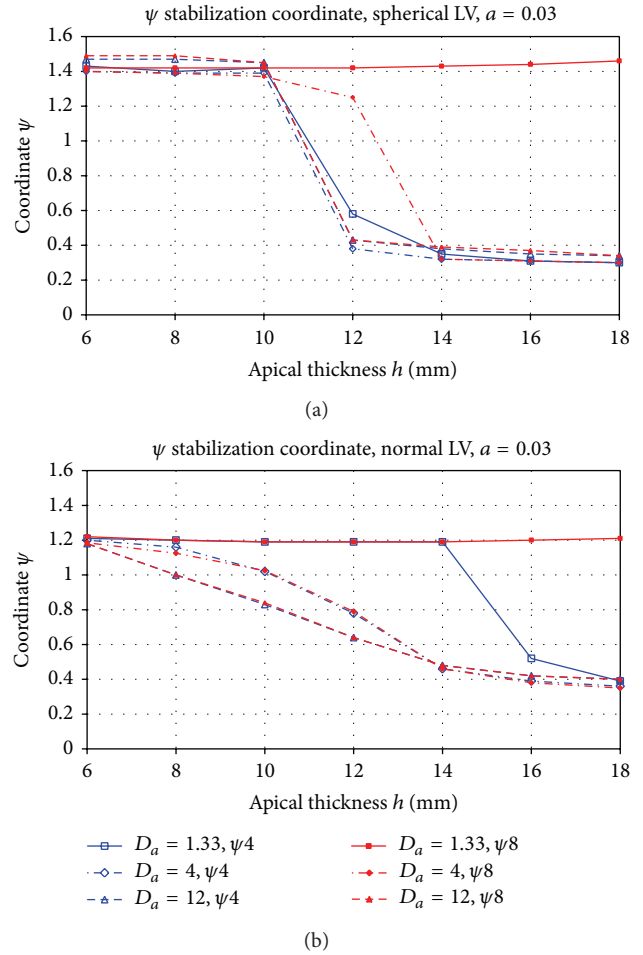 ψ stabilization coordinate, spherical LV, a = 0.03
1.6
1.4
1.2
1
0.8
0.6
0.4
0.2
0
Coordinate ψ
6 8 10 12 14 16 18
Apical thickness h (mm)
(a)
ψ stabilization coordinate, normal LV, a = 0.03
1.6
1.4
1.2
1
0.8
0.6
0.4
0.2
0
Coordinate ψ
6 8 10 12 14 16 18
Apical thickness h (mm)
Dₐ = 1.33, ψ4
Dₐ = 4, ψ4
Dₐ = 12, ψ4
Dₐ = 1.33, ψ8
Dₐ = 4, ψ8
Dₐ = 12, ψ8
(b)